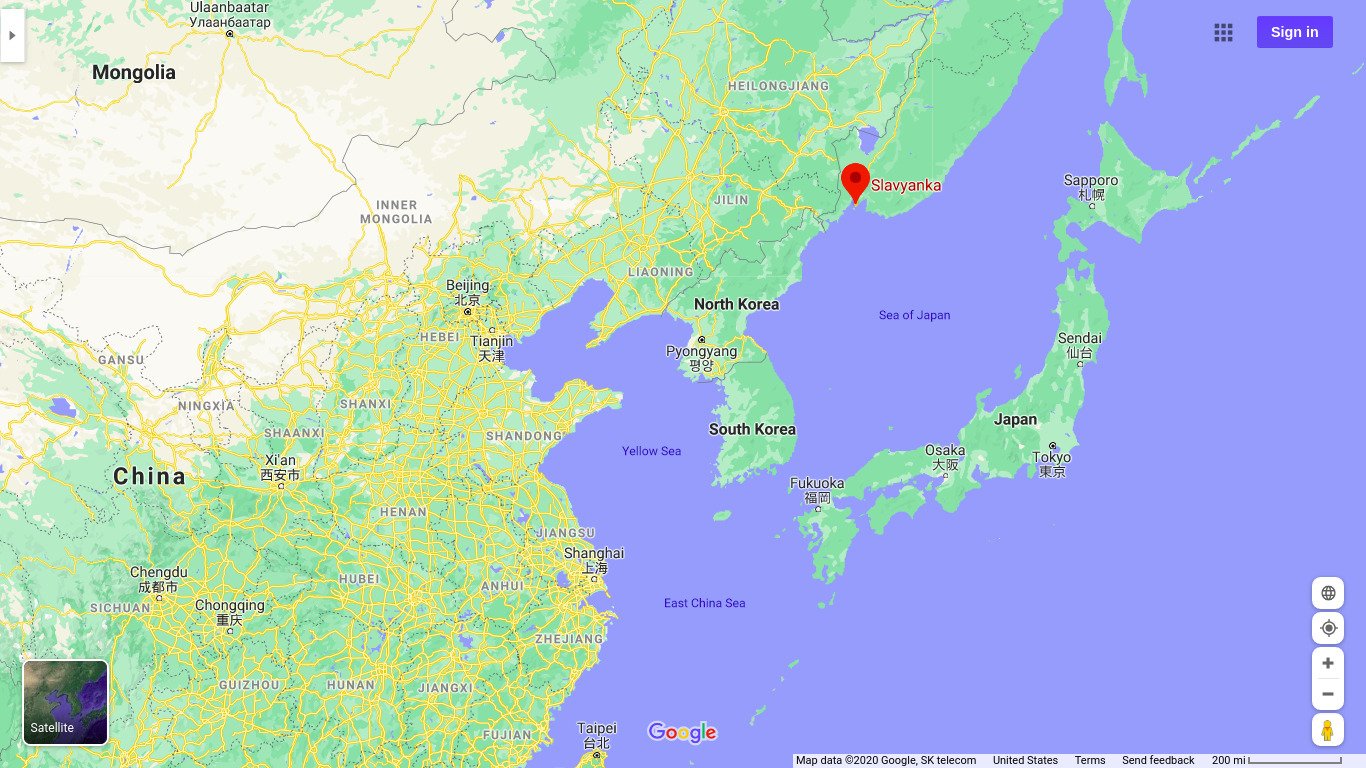 Ulaanbaatar
Улаанбаатар
Mongolia
Sign in
HEILONGJIANG
Slavyanka
Sapporo
札幌
JILIN
INNER
MONGOLIA
LIAONING
Beijing
北京
North Korea
Sea of Japan
HEBEI
Tianjin
天津
Pyongyang
평양
Sendai
仙台
GANSU
NINGXIA
SHANXI
SHAANXI
SHANDONG
South Korea
Japan
Yellow Sea
Osaka
大阪
Tokyo
東京
Xi'an
西安市
China
Fukuoka
福岡
HENAN
JIANGSU
Shanghai
上海
Chengdu
成都市
HUBEI
ANHUI
SICHUAN
Chongqing
重庆
East China Sea
ZHEJIANG
GUIZHOU
HUNAN
JIANGXI
Satellite
FUJIAN
Taipei
台北
Google
Map data ©2020 Google, SK telecom United States Terms Send feedback 200 mi